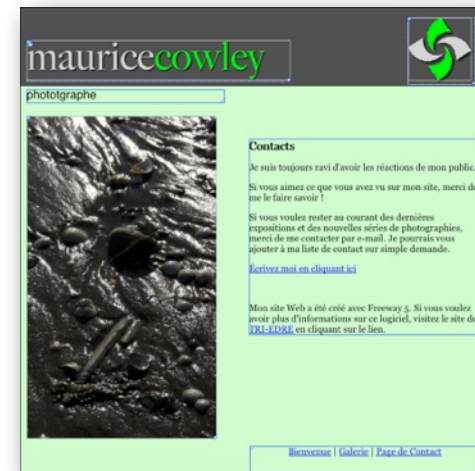 mauricecowley
phototgraphe
Contacts
Je suis toujours ravi d'avoir les réactions de mon public.
Si vous aimez ce que vous avez vu sur mon site, merci de
me le faire savoir !
Si vous voulez rester au courant des dernières
expositions et des nouvelles séries de photographies,
merci de me contacter par e-mail. Je pourrais vous
ajouter à ma liste de contact sur simple demande.
Écrivez moi en cliquant ici
Mon site Web a été créé avec Freeway 5. Si vous voulez
avoir plus d'informations sur ce logiciel, visitez le site de
TRI-EDRE en cliquant sur le lien.
Bienvenue | Galerie | Page de Contact